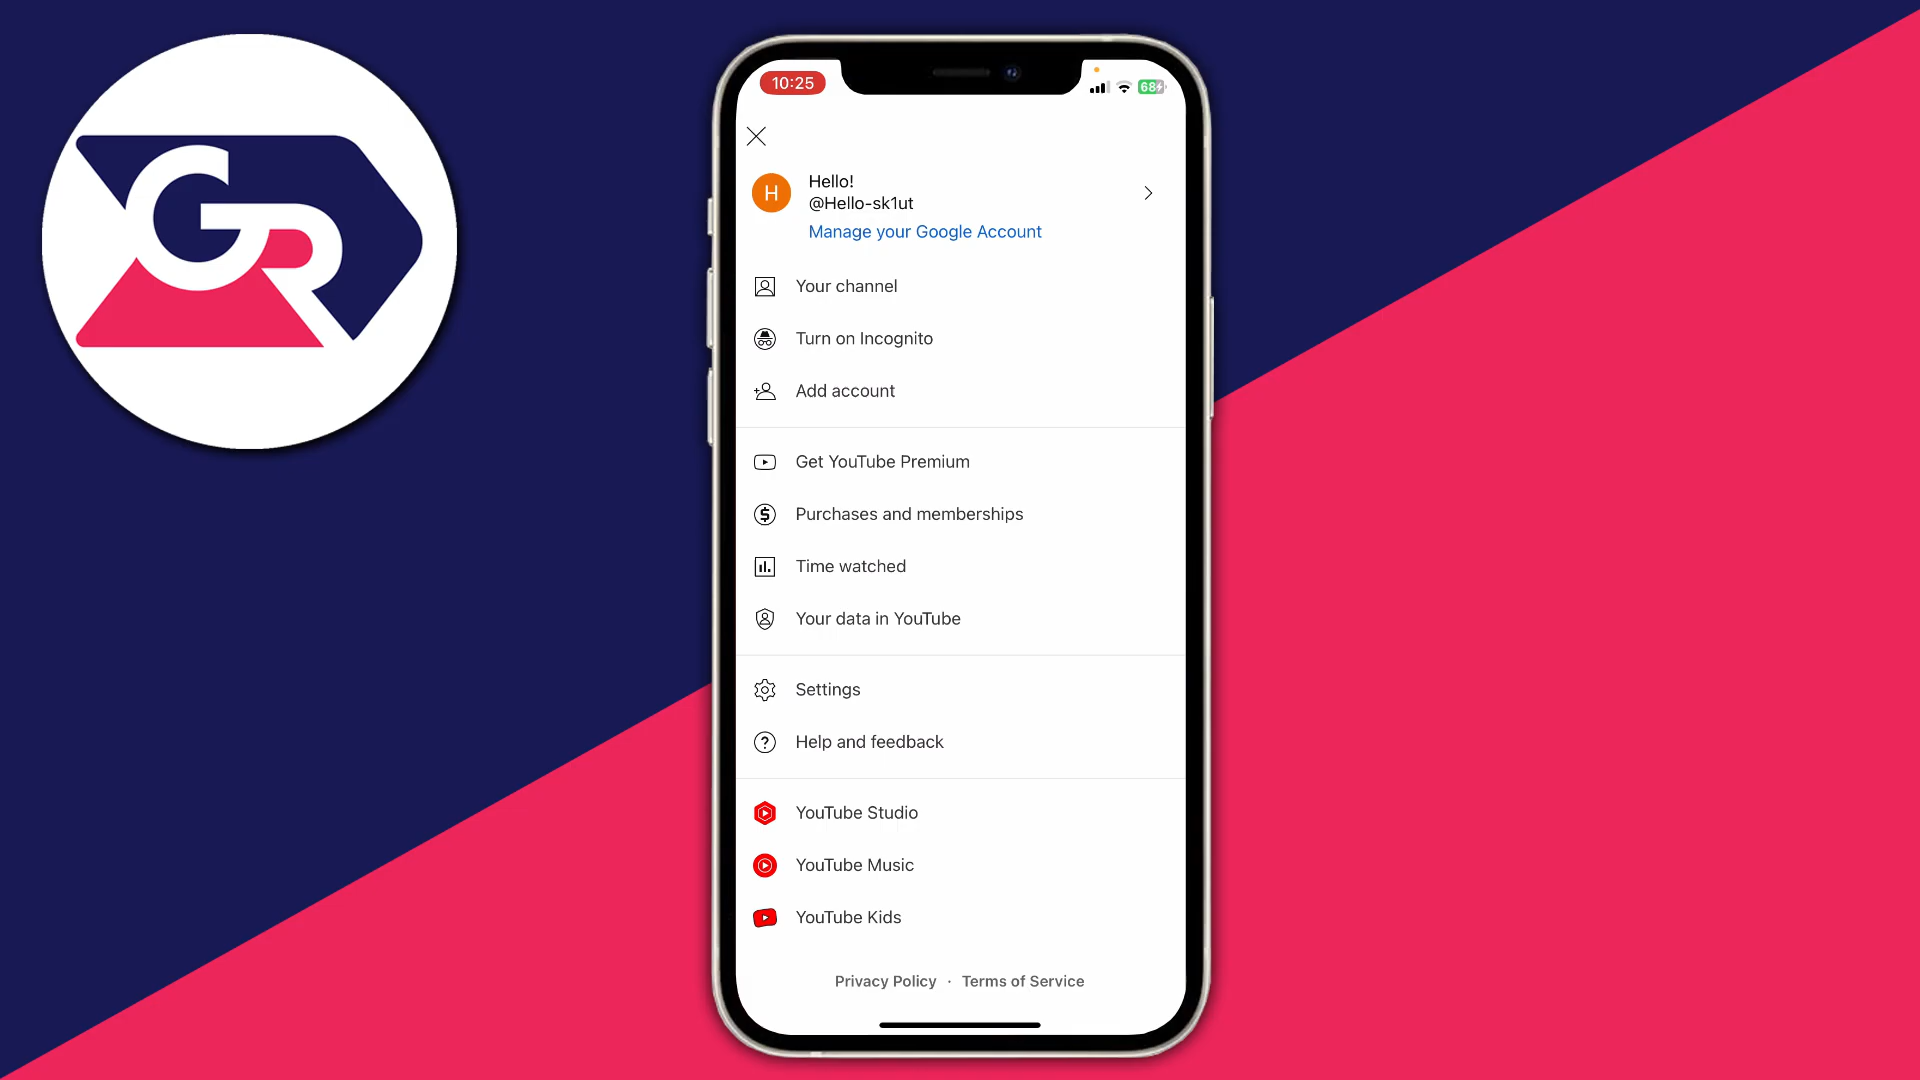 GR
10:25
68
H
Hello!
@Hello-sk1ut
Manage your Google Account
Your channel
Turn on Incognito
Add account
Get YouTube Premium
Purchases and memberships
Time watched
Your data in YouTube
Settings
Help and feedback
YouTube Studio
YouTube Music
YouTube Kids
Privacy Policy · Terms of Service